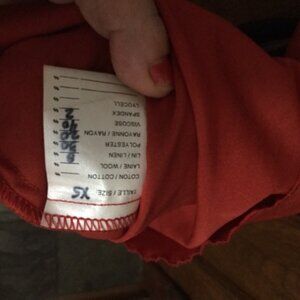 TAILLE / SIZE XS
COTON / COTTON
LAINE / WOOL
LIN / LINEN
POLYESTER
RAYONNE / RAYON
VISCOSE
SPANDEX
LYOCELL